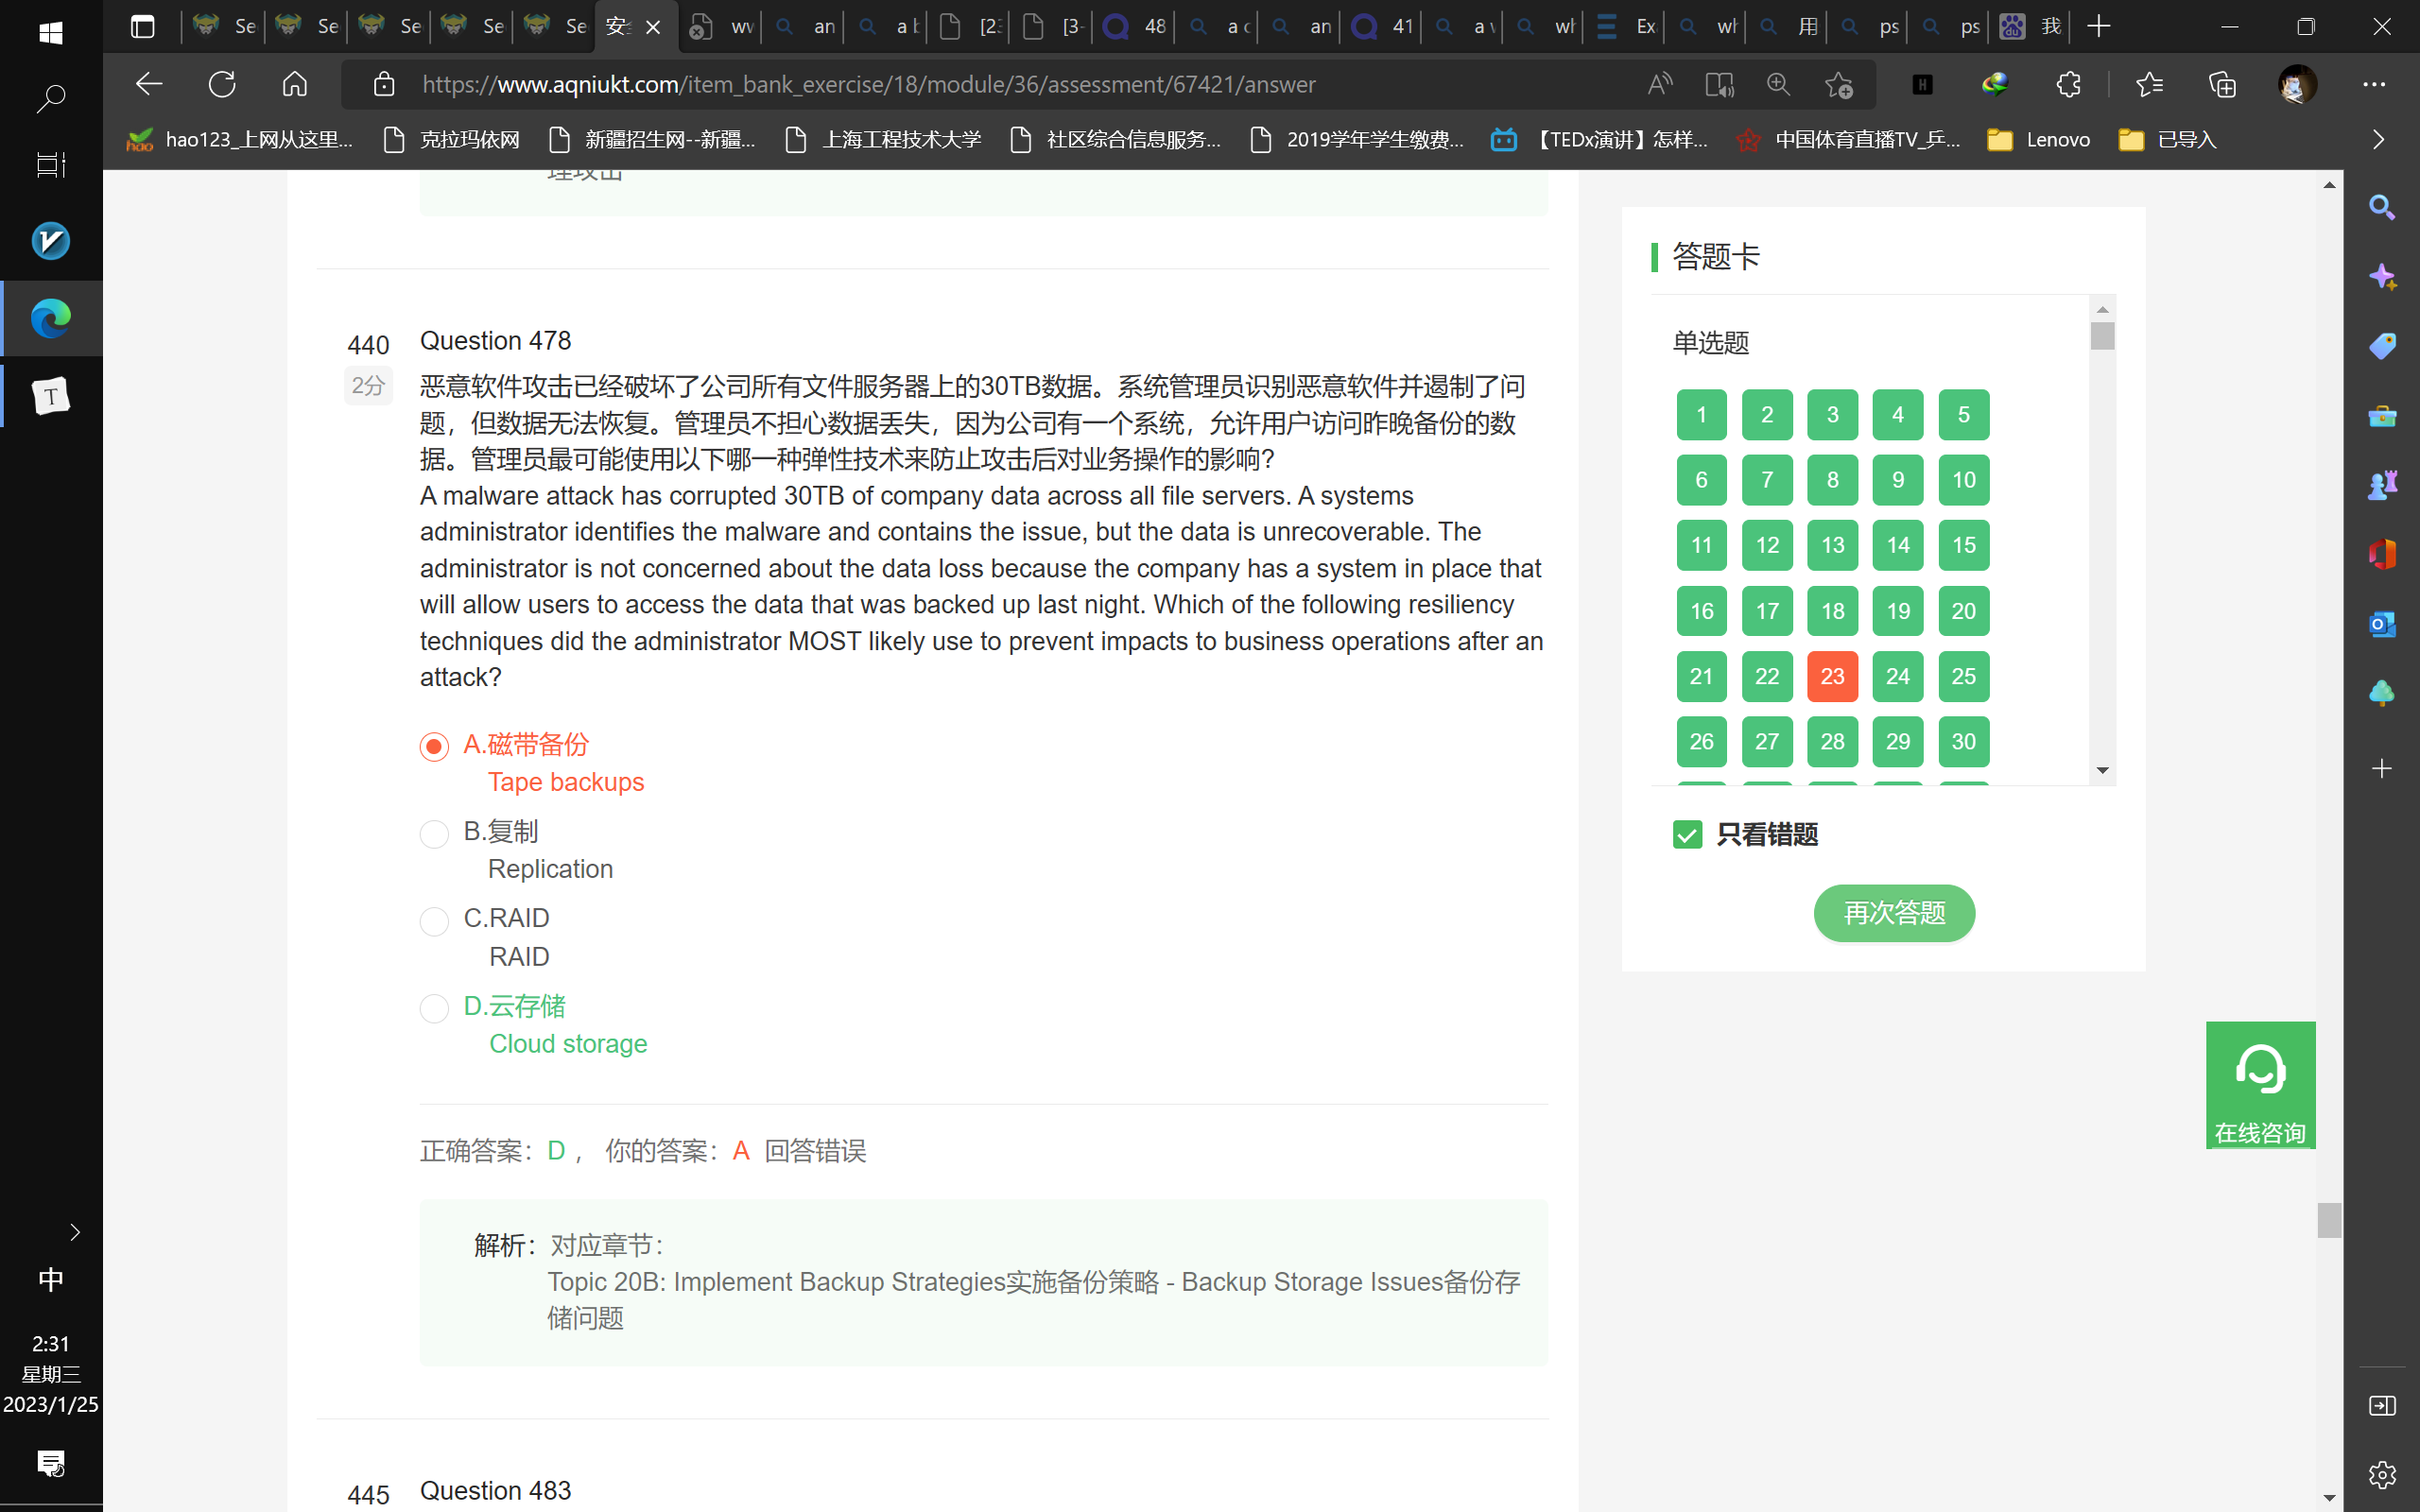 Se
Se
Se
Se
Se
安
wv
an
a b
[23
[3-
48
a c
an
41
a v
wh
Ex
wh
用
ps
ps
我
https://www.aqniukt.com/item_bank_exercise/18/module/36/assessment/67421/answer
hao123_上网从这里...
克拉玛依网
新疆招生网--新疆...
上海工程技术大学
社区综合信息服务...
2019学年学生缴费...
【TEDx演讲】怎样...
中国体育直播TV_乒...
Lenovo
已导入
理攻击
440
2分
Question 478
恶意软件攻击已经破坏了公司所有文件服务器上的30TB数据。系统管理员识别恶意软件并遏制了问
题，但数据无法恢复。管理员不担心数据丢失，因为公司有一个系统，允许用户访问昨晚备份的数
据。管理员最可能使用以下哪一种弹性技术来防止攻击后对业务操作的影响?
A malware attack has corrupted 30TB of company data across all file servers. A systems
administrator identifies the malware and contains the issue, but the data is unrecoverable. The
administrator is not concerned about the data loss because the company has a system in place that
will allow users to access the data that was backed up last night. Which of the following resiliency
techniques did the administrator MOST likely use to prevent impacts to business operations after an
attack?
A.磁带备份
Tape backups
B.复制
Replication
C.RAID
RAID
D.云存储
Cloud storage
正确答案：D， 你的答案：A 回答错误
解析：对应章节：
Topic 20B: Implement Backup Strategies实施备份策略 - Backup Storage Issues备份存
储问题
445
Question 483
答题卡
单选题
1 2 3 4 5
6 7 8 9 10
11 12 13 14 15
16 17 18 19 20
21 22 23 24 25
26 27 28 29 30
只看错题
再次答题
在线咨询
中
2:31
星期三
2023/1/25